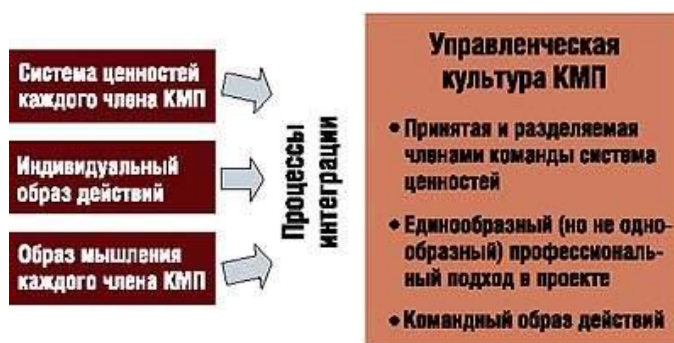 Система ценностей
каждого члена КМП
Индивидуальный
образ действий
Образ мышления
каждого члена КМП
Процессы
интеграции
Управленческая
культура КМП
• Принятая и разделяемая
членами команды система
ценностей
• Единообразный (но не одно-
образный) профессиональ-
ный подход в проекте
• Командный образ действий